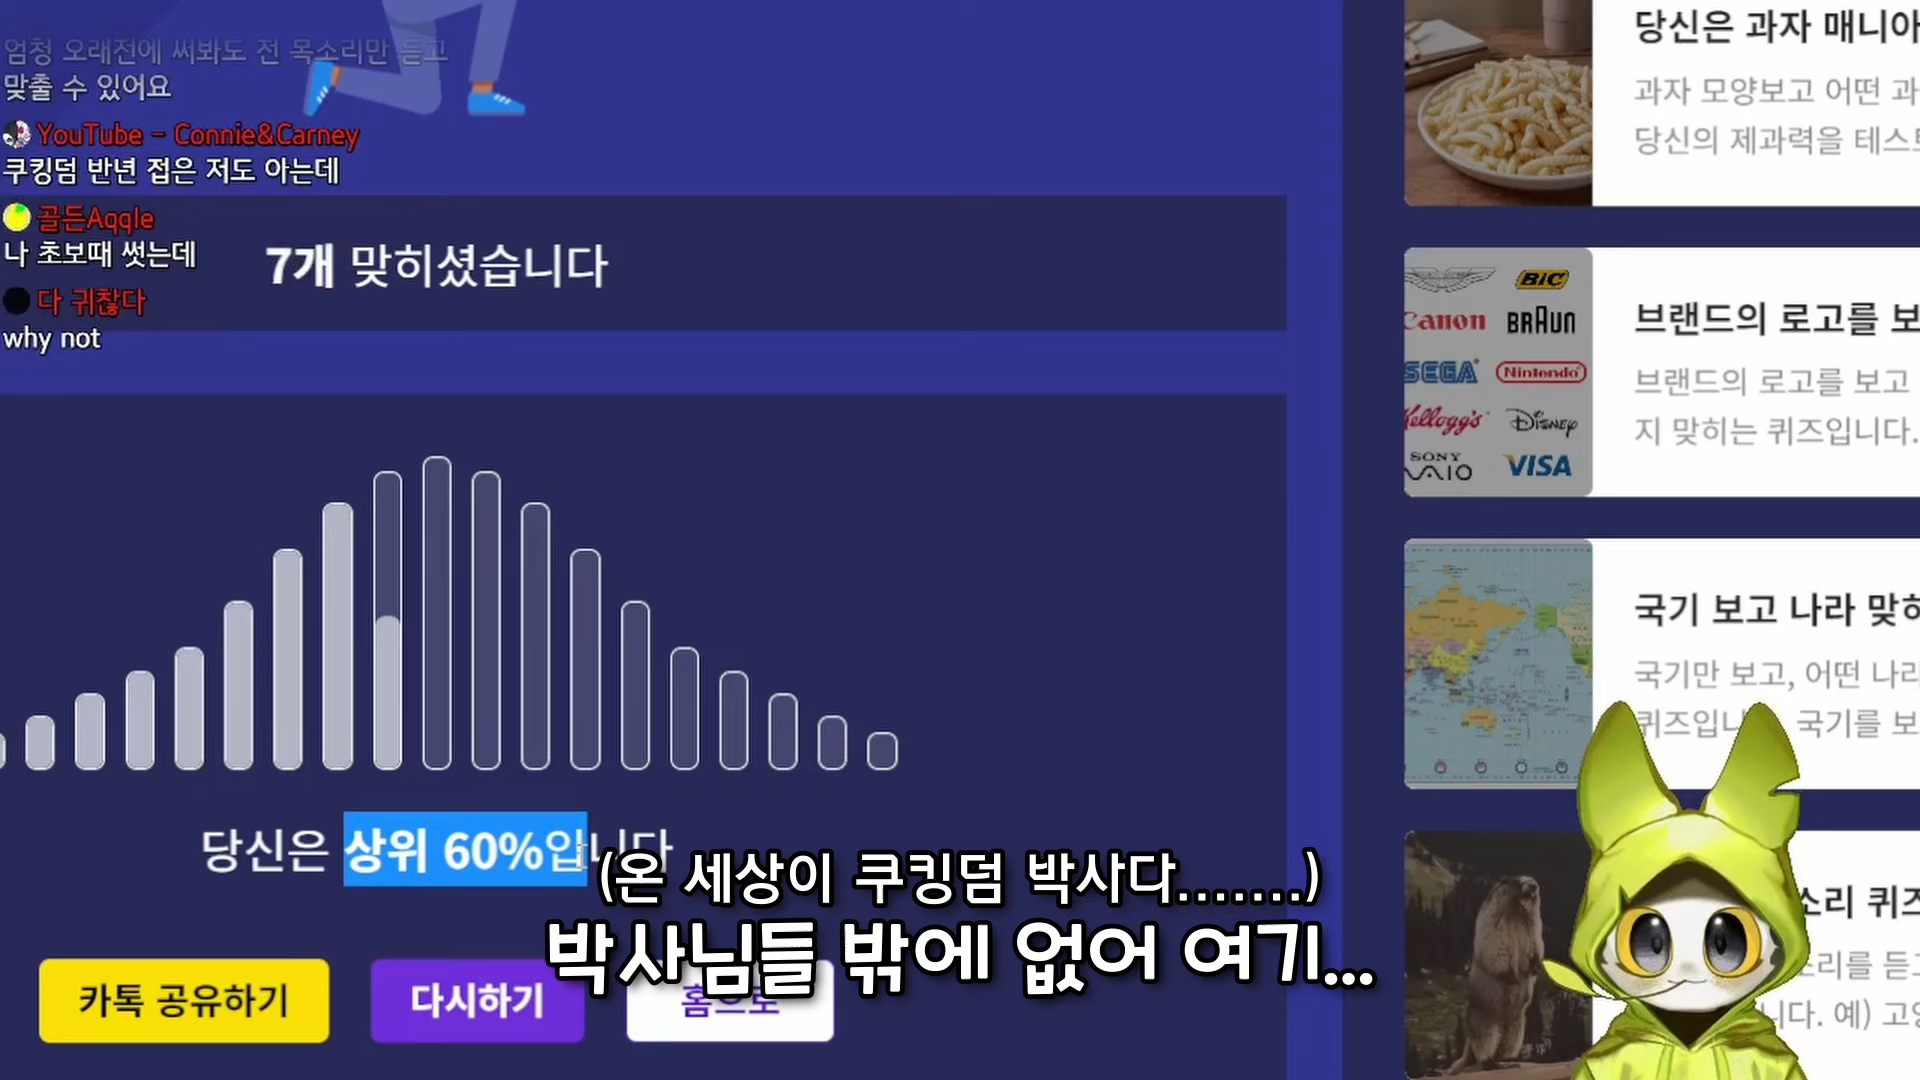 엄청 오래전에 써봐도 전 목소리만 듣고
맞출 수 있어요
YouTube - Connie&Carney
쿠킹덤 반년 접은 저도 아는데
골든Aqqle
나 초보때 썻는데
다 귀찮다
why not
7개 맞히셨습니다
당신은 상위 60%입니다
(온 세상이 쿠킹덤 박사다.......)
박사님들 밖에 없어 여기...
카톡 공유하기
다시하기
홈으로
당신은 과자 매니아
과자 모양보고 어떤 과
당신의 제과력을 테스트
BIC
Canon
BRAUN
SEGA
Nintendo
Kellogg's
Disney
SONY
VAIO
VISA
브랜드의 로고를 보
브랜드의 로고를 보고
지 맞히는 퀴즈입니다.
국기 보고 나라 맞히
국기만 보고, 어떤 나라
퀴즈입니 국기를 보
소리 퀴즈
소리를 듣고
니다. 예) 고양